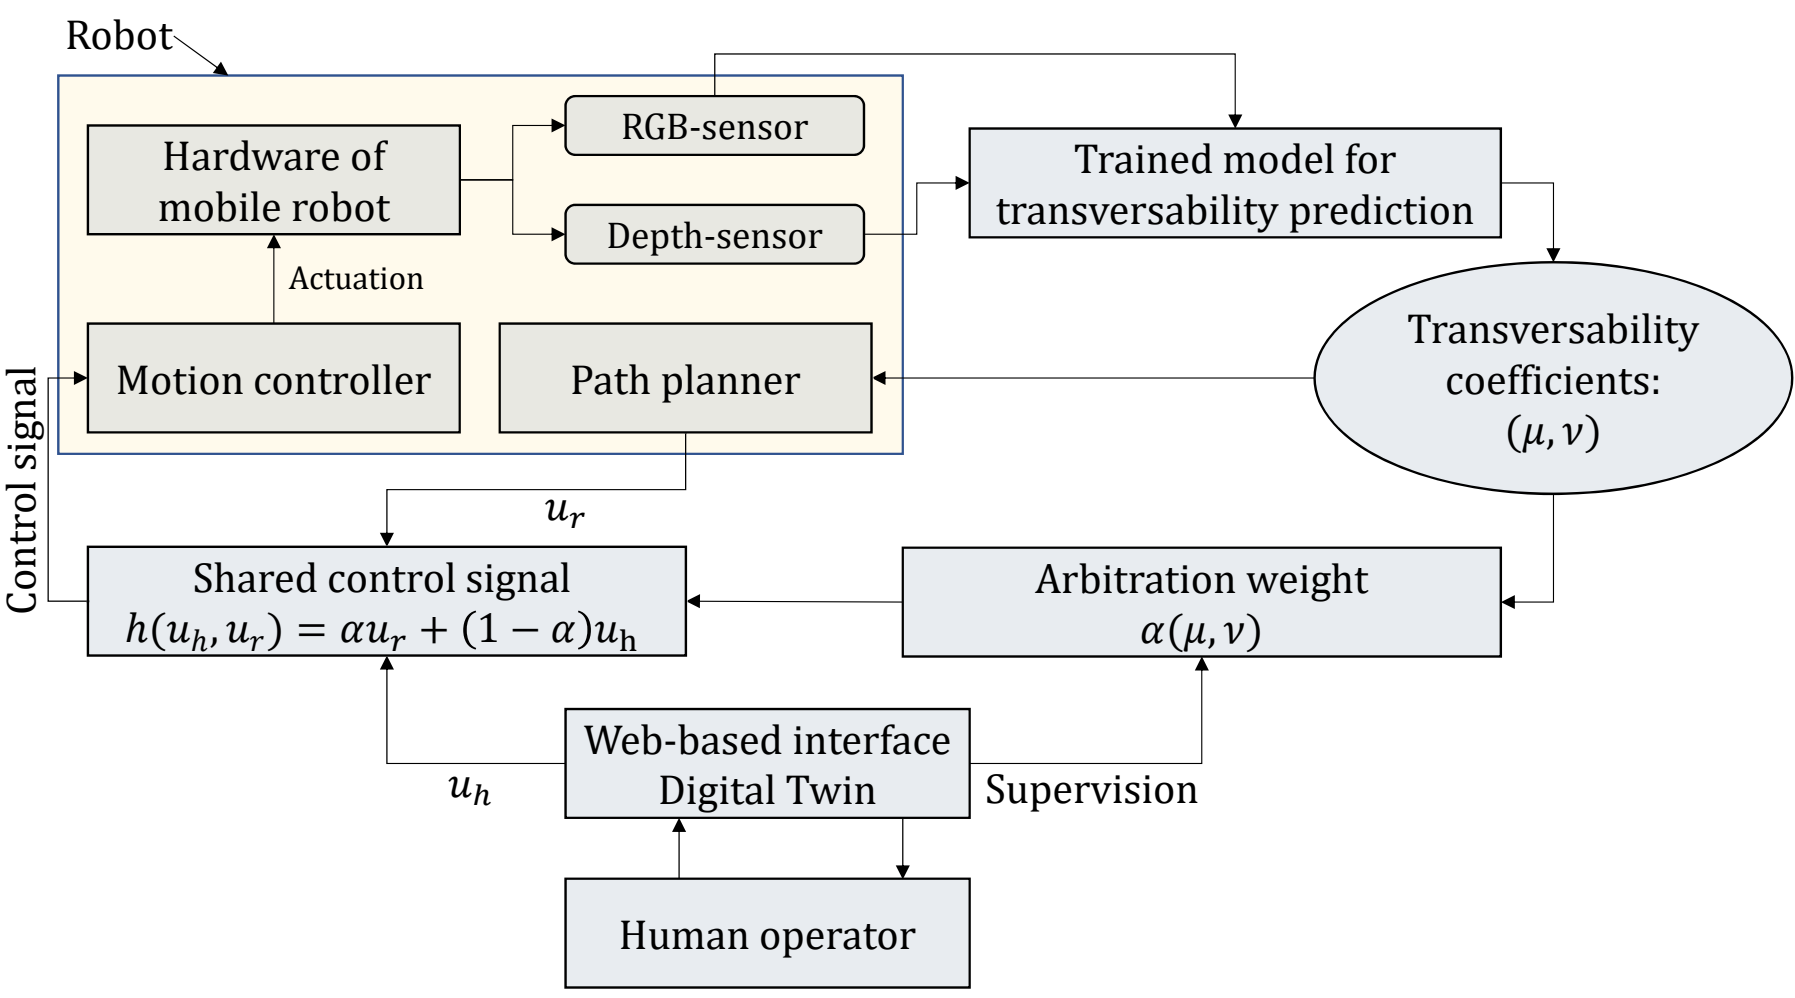 Robot
RGB-sensor
Hardware of
mobile robot
Trained model for
transversability prediction
Depth-sensor
Actuation
Motion controller
Path planner
Transversability
coefficients:
(μ, ν)
Control signal
u_r
Shared control signal
h(u_h, u_r) = αu_r + (1 − α)u_h
Arbitration weight
α(μ, ν)
Web-based interface
Digital Twin
u_h
Supervision
Human operator